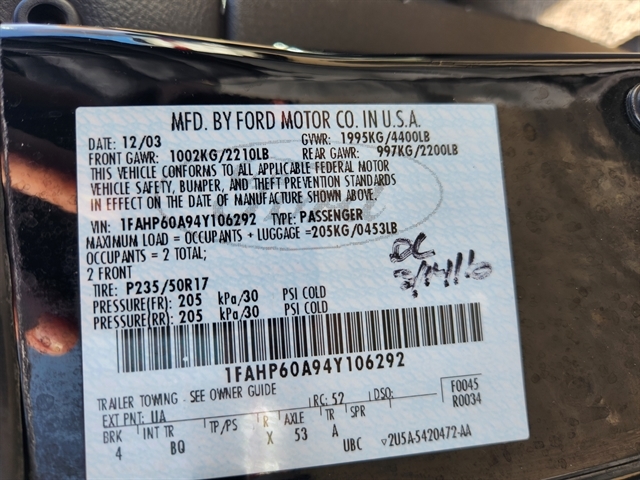 MFD. BY FORD MOTOR CO. IN U.S.A.
DATE: 12/03 GVWR: 1995KG/4400LB
FRONT GAWR: 1002KG/2210LB REAR GAWR: 997KG/2200LB
THIS VEHICLE CONFORMS TO ALL APPLICABLE FEDERAL MOTOR
VEHICLE SAFETY, BUMPER, AND THEFT PREVENTION STANDARDS
IN EFFECT ON THE DATE OF MANUFACTURE SHOWN ABOVE.
VIN: 1FAHP60A94Y106292 TYPE: PASSENGER
MAXIMUM LOAD = OCCUPANTS + LUGGAGE =205KG/0453LB
OCCUPANTS = 2 TOTAL;
2 FRONT
TIRE: P235/50R17
PRESSURE(FR) 205 kPa/30 PSI COLD
PRESSURE(RR) 205 kPa/30 PSI COLD
DC
1FAHP60A94Y106292
TRAILER TOWING - SEE OWNER GUIDE
EXT PNT: UA RC: 52 DSO: F0045
R0034
BRK INT TR TP/PS R AXLE TR SPR
4 BQ X 53 A UBC 2U5A-5420472-AA